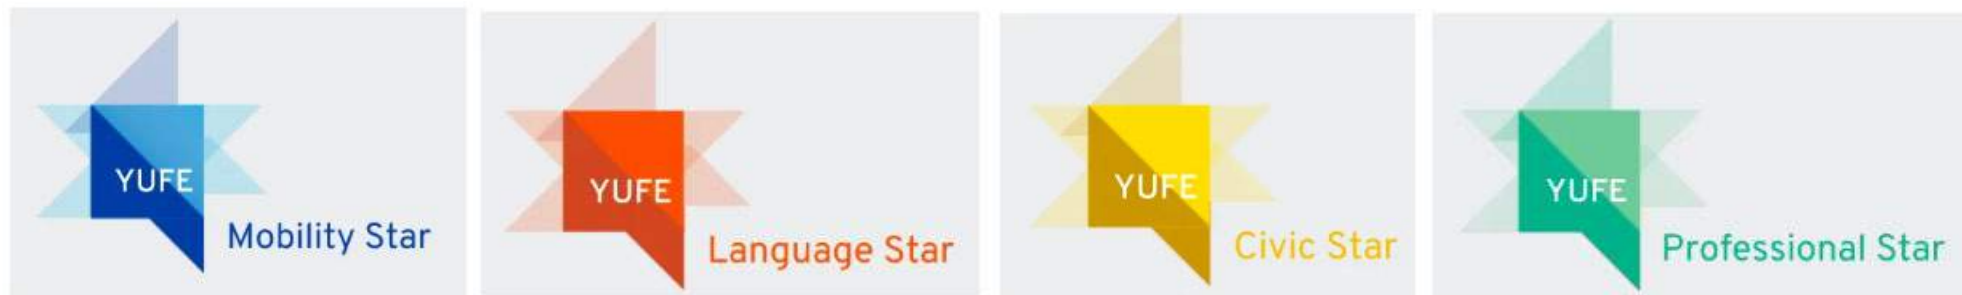 YUFE
Mobility Star
YUFE
Language Star
YUFE
Civic Star
YUFE
Professional Star